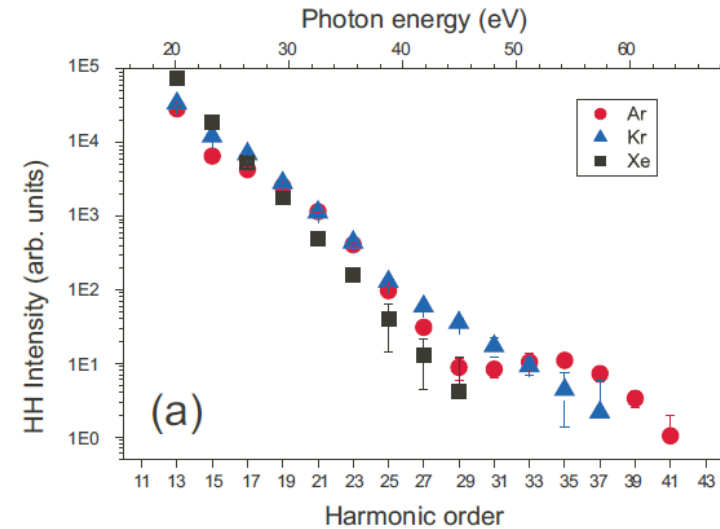 Photon energy (eV)
20 30 40 50 60
1E5
1E4
1E3
1E2
1E1
1E0
HH Intensity (arb. units)
Ar
Kr
Xe
(a)
11 13 15 17 19 21 23 25 27 29 31 33 35 37 39 41 43
Harmonic order